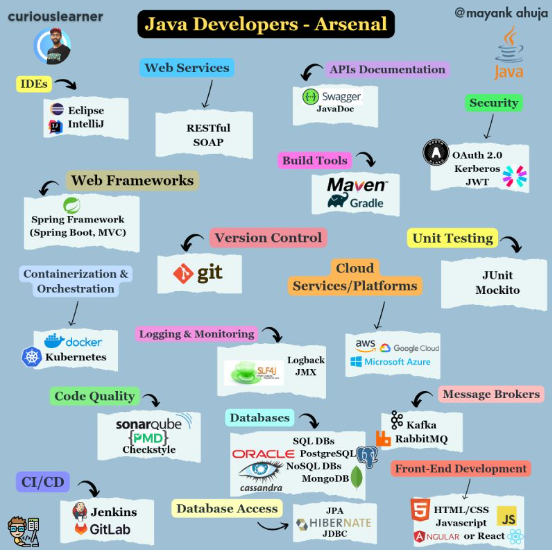 curiouslearner
Java Developers - Arsenal
@mayank ahuja
Java
IDEs
Eclipse
IntelliJ
Web Services
RESTful
SOAP
APIs Documentation
Swagger
JavaDoc
Security
OAuth 2.0
Kerberos
JWT
Build Tools
Maven
Gradle
Web Frameworks
Spring Framework
(Spring Boot, MVC)
Version Control
git
Unit Testing
JUnit
Mockito
Containerization &
Orchestration
docker
Kubernetes
Cloud
Services/Platforms
aws
Google Cloud
Microsoft Azure
Logging & Monitoring
SLF4J
Logback
JMX
Code Quality
sonarqube
{PMD}
Checkstyle
Databases
SQL DBs
ORACLE PostgreSQL
NoSQL DBs
cassandra MongoDB
Message Brokers
Kafka
RabbitMQ
CI/CD
Jenkins
GitLab
Database Access
JPA
HIBERNATE
JDBC
Front-End Development
HTML/CSS
Javascript
JS
ANGULAR or React